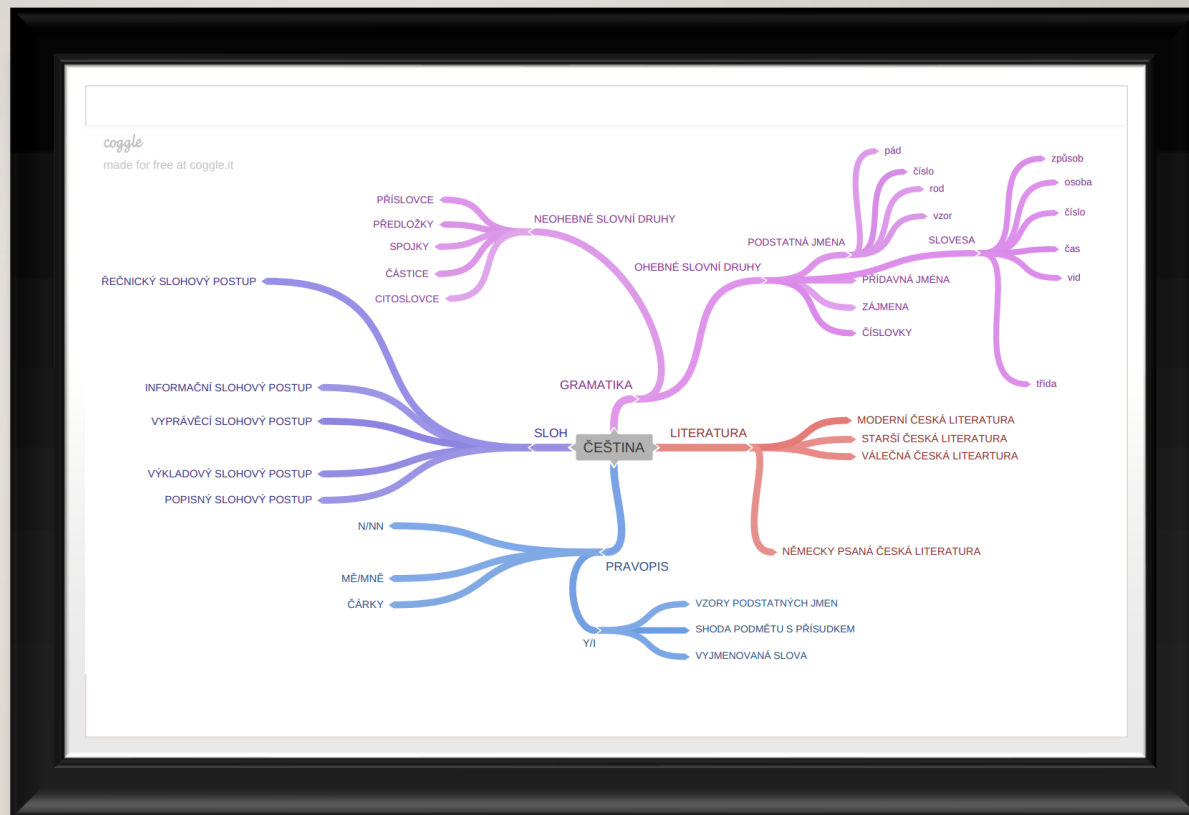 coggle
made for free at coggle.it
ČEŠTINA
GRAMATIKA
NEOHEBNÉ SLOVNÍ DRUHY
PŘÍSLOVCE
PŘEDLOŽKY
SPOJKY
ČÁSTICE
CITOSLOVCE
OHEBNÉ SLOVNÍ DRUHY
PODSTATNÁ JMÉNA
pád
číslo
rod
vzor
SLOVESA
způsob
osoba
číslo
čas
vid
třída
PŘÍDAVNÁ JMÉNA
ZÁJMENA
ČÍSLOVKY
SLOH
ŘEČNICKÝ SLOHOVÝ POSTUP
INFORMAČNÍ SLOHOVÝ POSTUP
VYPRÁVĚCÍ SLOHOVÝ POSTUP
VÝKLADOVÝ SLOHOVÝ POSTUP
POPISNÝ SLOHOVÝ POSTUP
LITERATURA
MODERNÍ ČESKÁ LITERATURA
STARŠÍ ČESKÁ LITERATURA
VÁLEČNÁ ČESKÁ LITEARTURA
NĚMECKY PSANÁ ČESKÁ LITERATURA
PRAVOPIS
N/NN
MĚ/MNĚ
ČÁRKY
Y/I
VZORY PODSTATNÝCH JMEN
SHODA PODMĚTU S PŘÍSUDKEM
VYJMENOVANÁ SLOVA